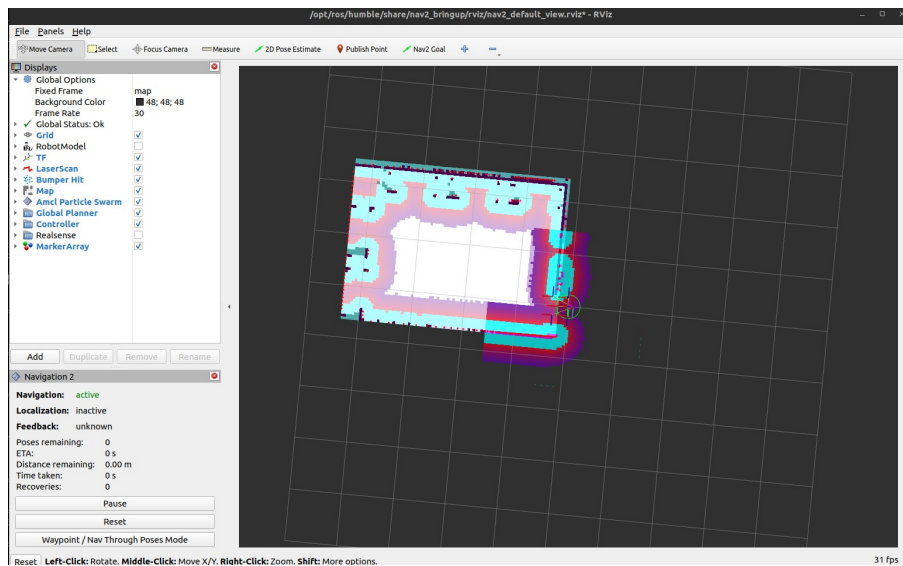 /opt/ros/humble/share/nav2_bringup/rviz/nav2_default_view.rviz* - RViz
File Panels Help
Move Camera Select Focus Camera Measure 2D Pose Estimate Publish Point Nav2 Goal
Displays
Global Options
Fixed Frame map
Background Color 48; 48; 48
Frame Rate 30
Global Status: Ok
Grid
RobotModel
TF
LaserScan
Bumper Hit
Map
Amcl Particle Swarm
Global Planner
Controller
Realsense
MarkerArray
Add Duplicate Remove Rename
Navigation 2
Navigation: active
Localization: inactive
Feedback: unknown
Poses remaining: 0
ETA: 0 s
Distance remaining: 0.00 m
Time taken: 0 s
Recoveries: 0
Pause
Reset
Waypoint / Nav Through Poses Mode
Reset Left-Click: Rotate. Middle-Click: Move X/Y. Right-Click: Zoom. Shift: More options. 31 fps